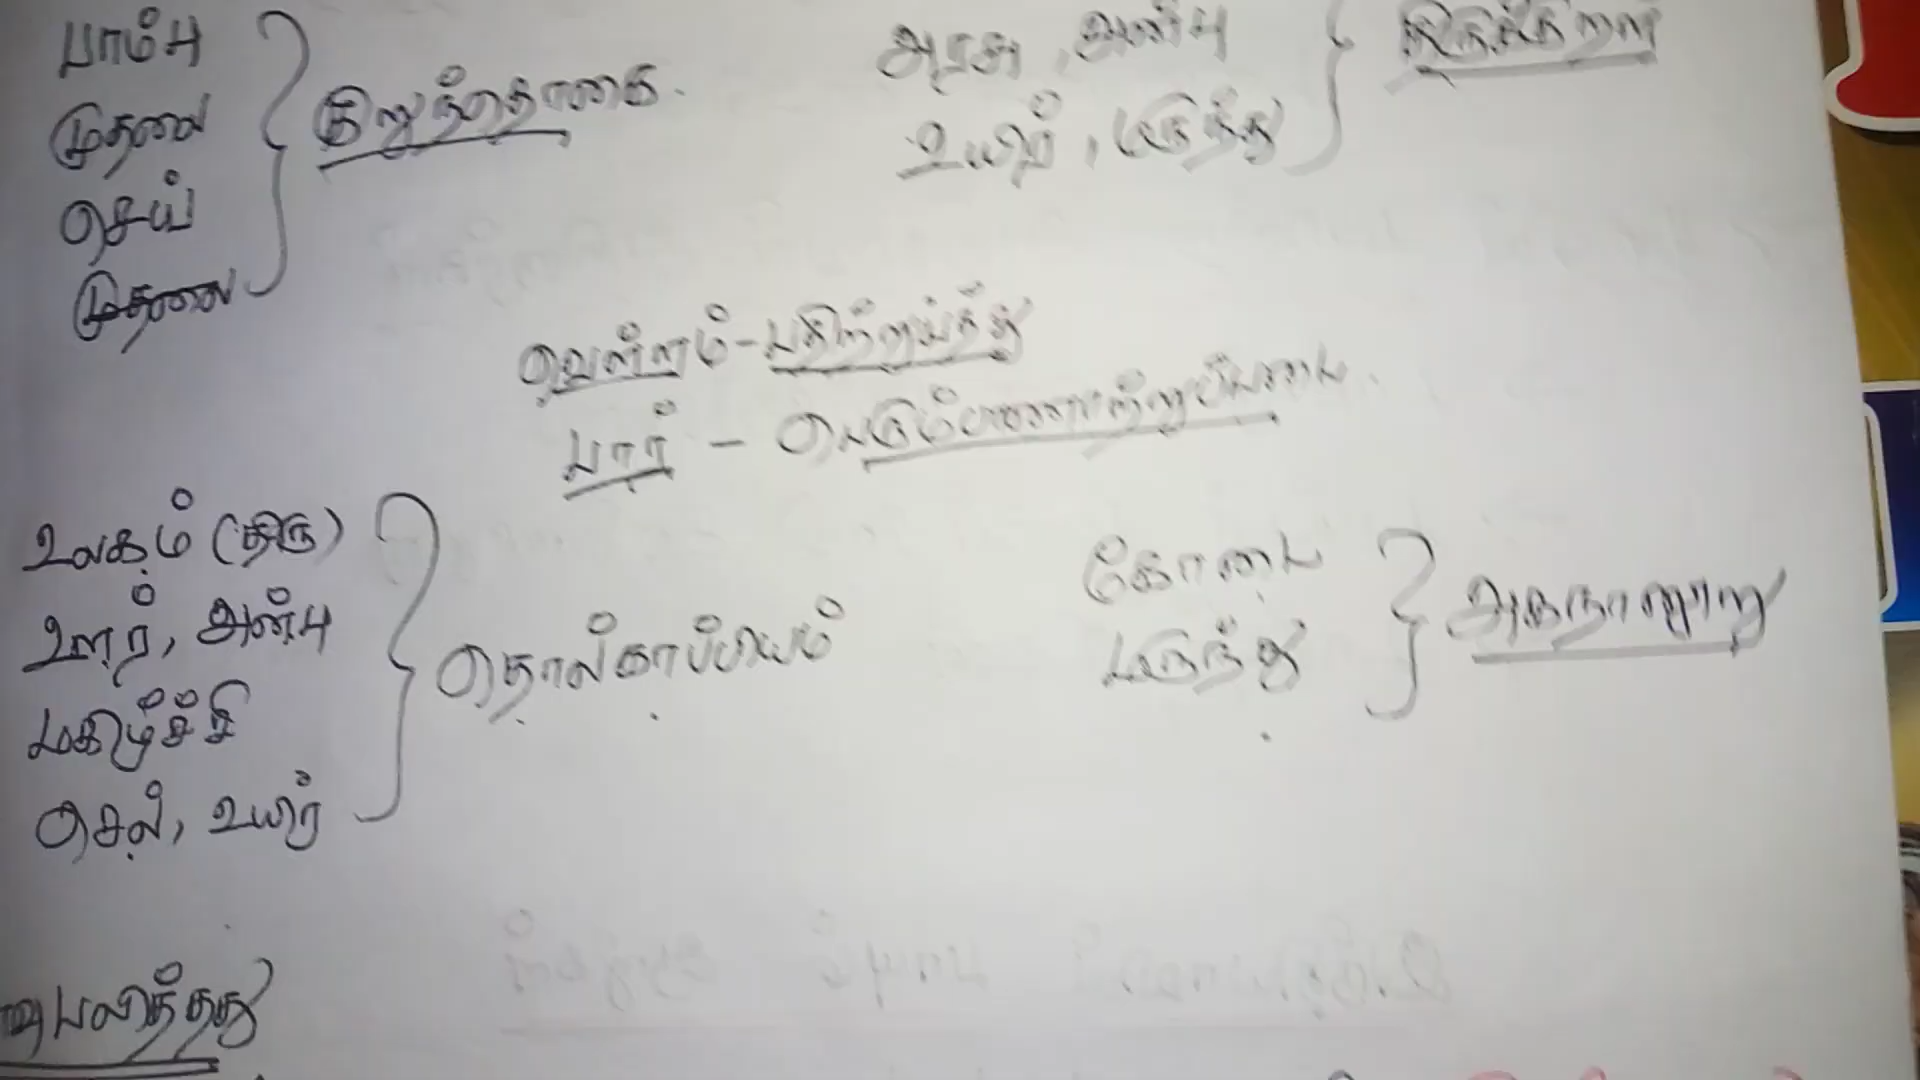 பாம்பு
முதலை
செய்
முதலை
குறுந்தொகை.
அரசு, அன்பு
உயிர், மருந்து
திருக்குறள்
வெள்ளம் - பதிற்றுப்பத்து
பார் - பெரும்பாணாற்றுப்படை.
உலகம் (திரு)
ஊர், அன்பு
மகிழ்ச்சி
செல், உயிர்
தொல்காப்பியம்
கோடை
மருந்து
அகநானூறு